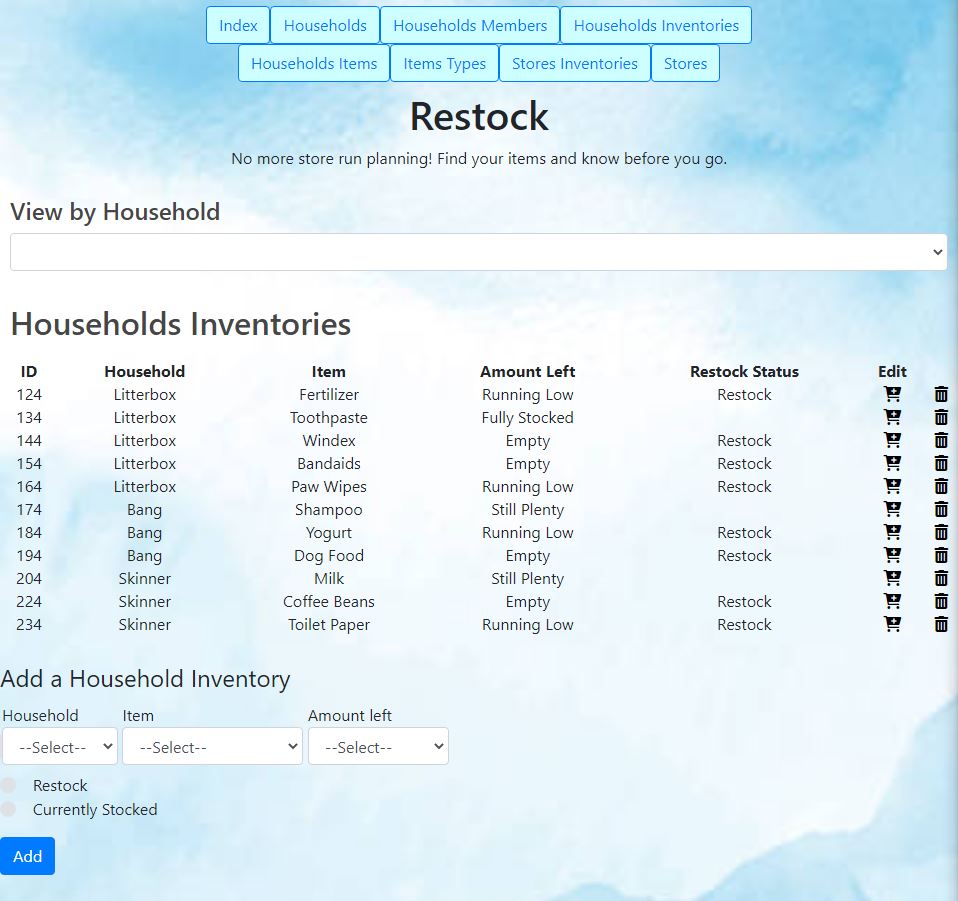 Index Households Households Members Households Inventories
Households Items Items Types Stores Inventories Stores
Restock
No more store run planning! Find your items and know before you go.
View by Household
Households Inventories
ID Household Item Amount Left Restock Status Edit
124 Litterbox Fertilizer Running Low Restock
134 Litterbox Toothpaste Fully Stocked
144 Litterbox Windex Empty Restock
154 Litterbox Bandaids Empty Restock
164 Litterbox Paw Wipes Running Low Restock
174 Bang Shampoo Still Plenty
184 Bang Yogurt Running Low Restock
194 Bang Dog Food Empty Restock
204 Skinner Milk Still Plenty
224 Skinner Coffee Beans Empty Restock
234 Skinner Toilet Paper Running Low Restock
Add a Household Inventory
Household Item Amount left
--Select-- --Select-- --Select--
Restock
Currently Stocked
Add